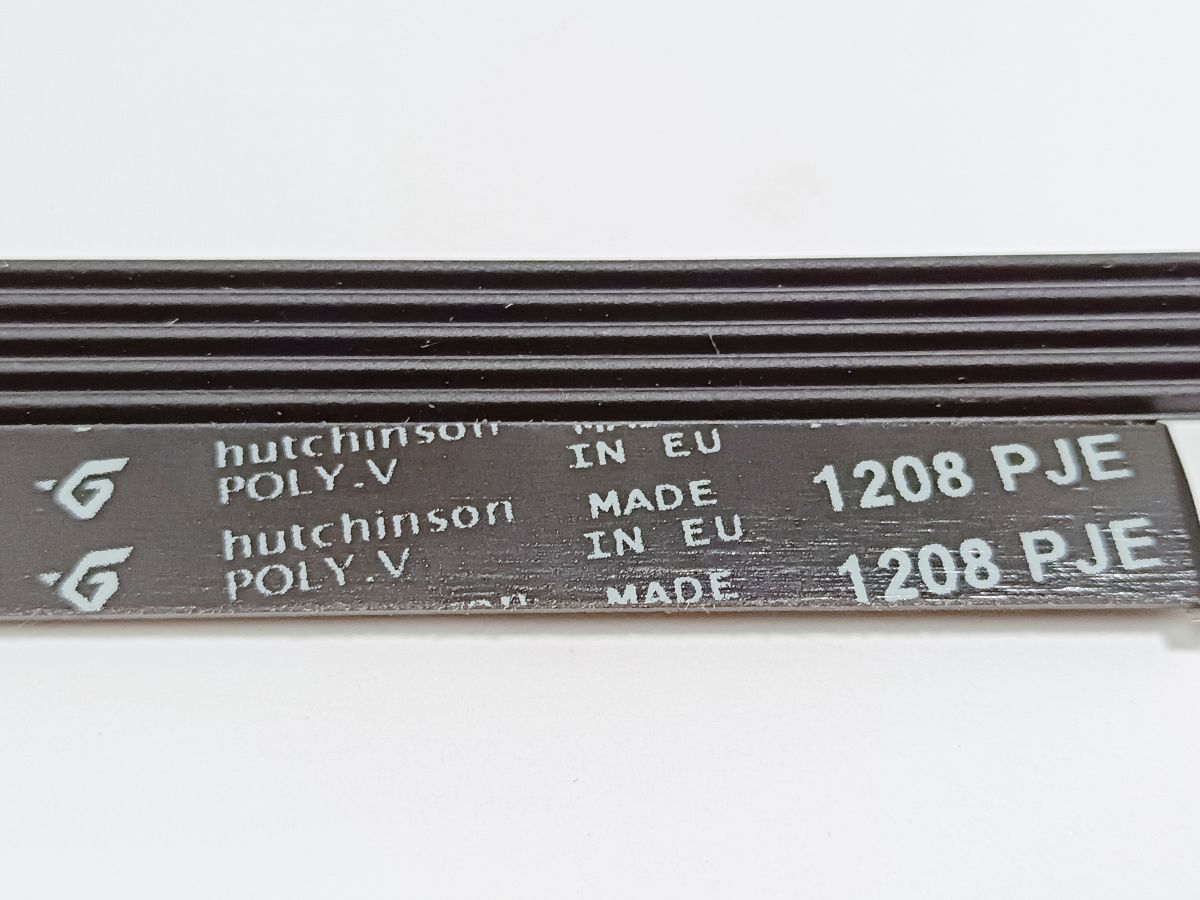 hutchinson
POLY.V
IN EU
1208 PJE
hutchinson
POLY.V
MADE
IN EU
1208 PJE
MADE